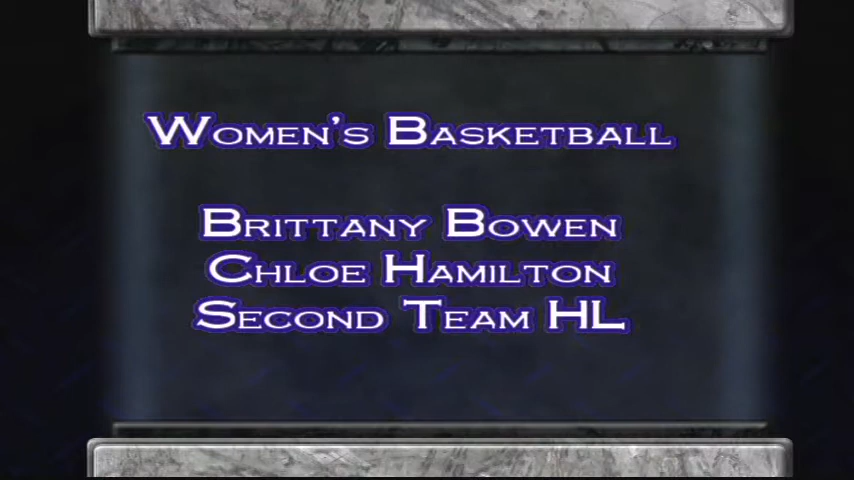 Women's Basketball
Brittany Bowen
Chloe Hamilton
Second Team HL